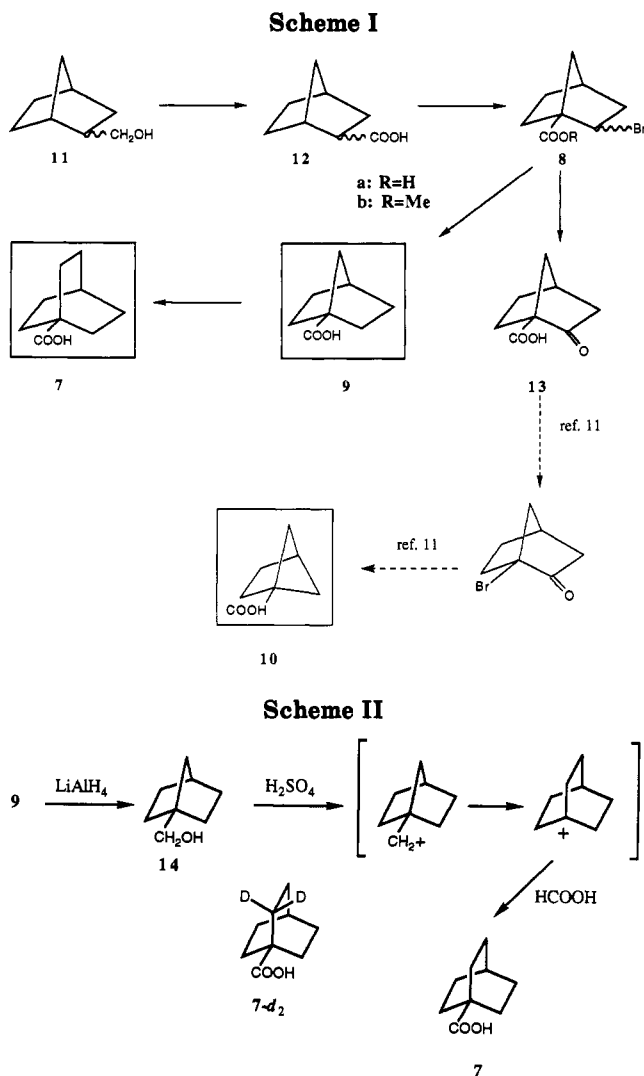 Scheme I
CH₂OH
11
COOH
12
COOR
Br
8
a: R=H
b: R=Me
COOH
7
COOH
9
COOH
O
13
ref. 11
COOH
10
ref. 11
Br
O
Scheme II
9
LiAlH₄
CH₂OH
14
H₂SO₄
CH₂+
+
HCOOH
D
D
COOH
7-d₂
COOH
7